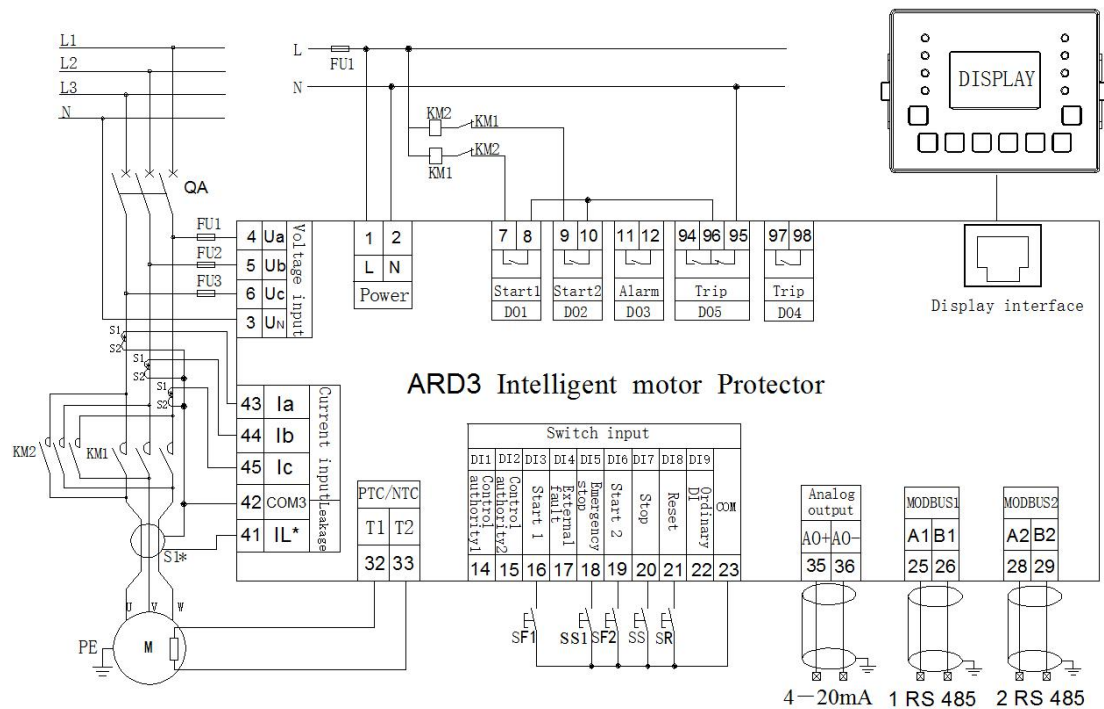 L1
L2
L3
N
L
FU1
N
KM2
KM1
KM2
KM1
DISPLAY
QA
FU1
FU2
FU3
4 Ua
5 Ub
6 Uc
3 UN
Voltage input
1 2
L N
Power
7 8
Start1
DO1
9 10
Start2
DO2
11 12
Alarm
DO3
94 96 95
Trip
DO5
97 98
Trip
DO4
Display interface
S1
S2
S1
S2
S1
S2
ARD3 Intelligent motor Protector
43 Ia
44 Ib
45 Ic
42 COM3
41 IL*
Current input
Leakage
KM2
KM1
S1*
PTC/NTC
T1 T2
32 33
Switch input
DI1 DI2 DI3 DI4 DI5 DI6 DI7 DI8 DI9
Control authority1
Control authority2
Start 1
External fault
Emergency stop
Start 2
Stop
Reset
Ordinary DI
COM
14 15 16 17 18 19 20 21 22 23
SF1
SS1
SF2
SS
SR
Analog output
AO+ AO-
35 36
MODBUS1
A1 B1
25 26
MODBUS2
A2 B2
28 29
U V W
PE
M
4-20mA
1 RS 485
2 RS 485